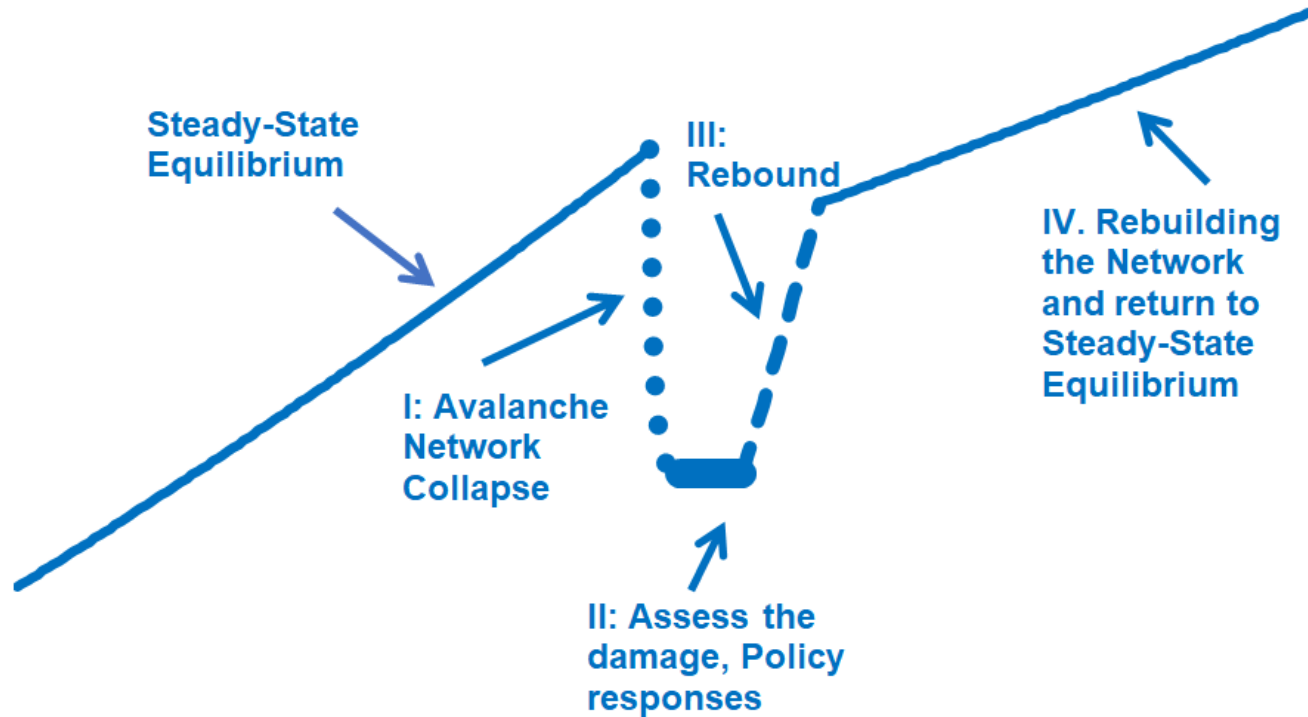 Steady-State
Equilibrium
III:
Rebound
I: Avalanche
Network
Collapse
IV. Rebuilding
the Network
and return to
Steady-State
Equilibrium
II: Assess the
damage, Policy
responses